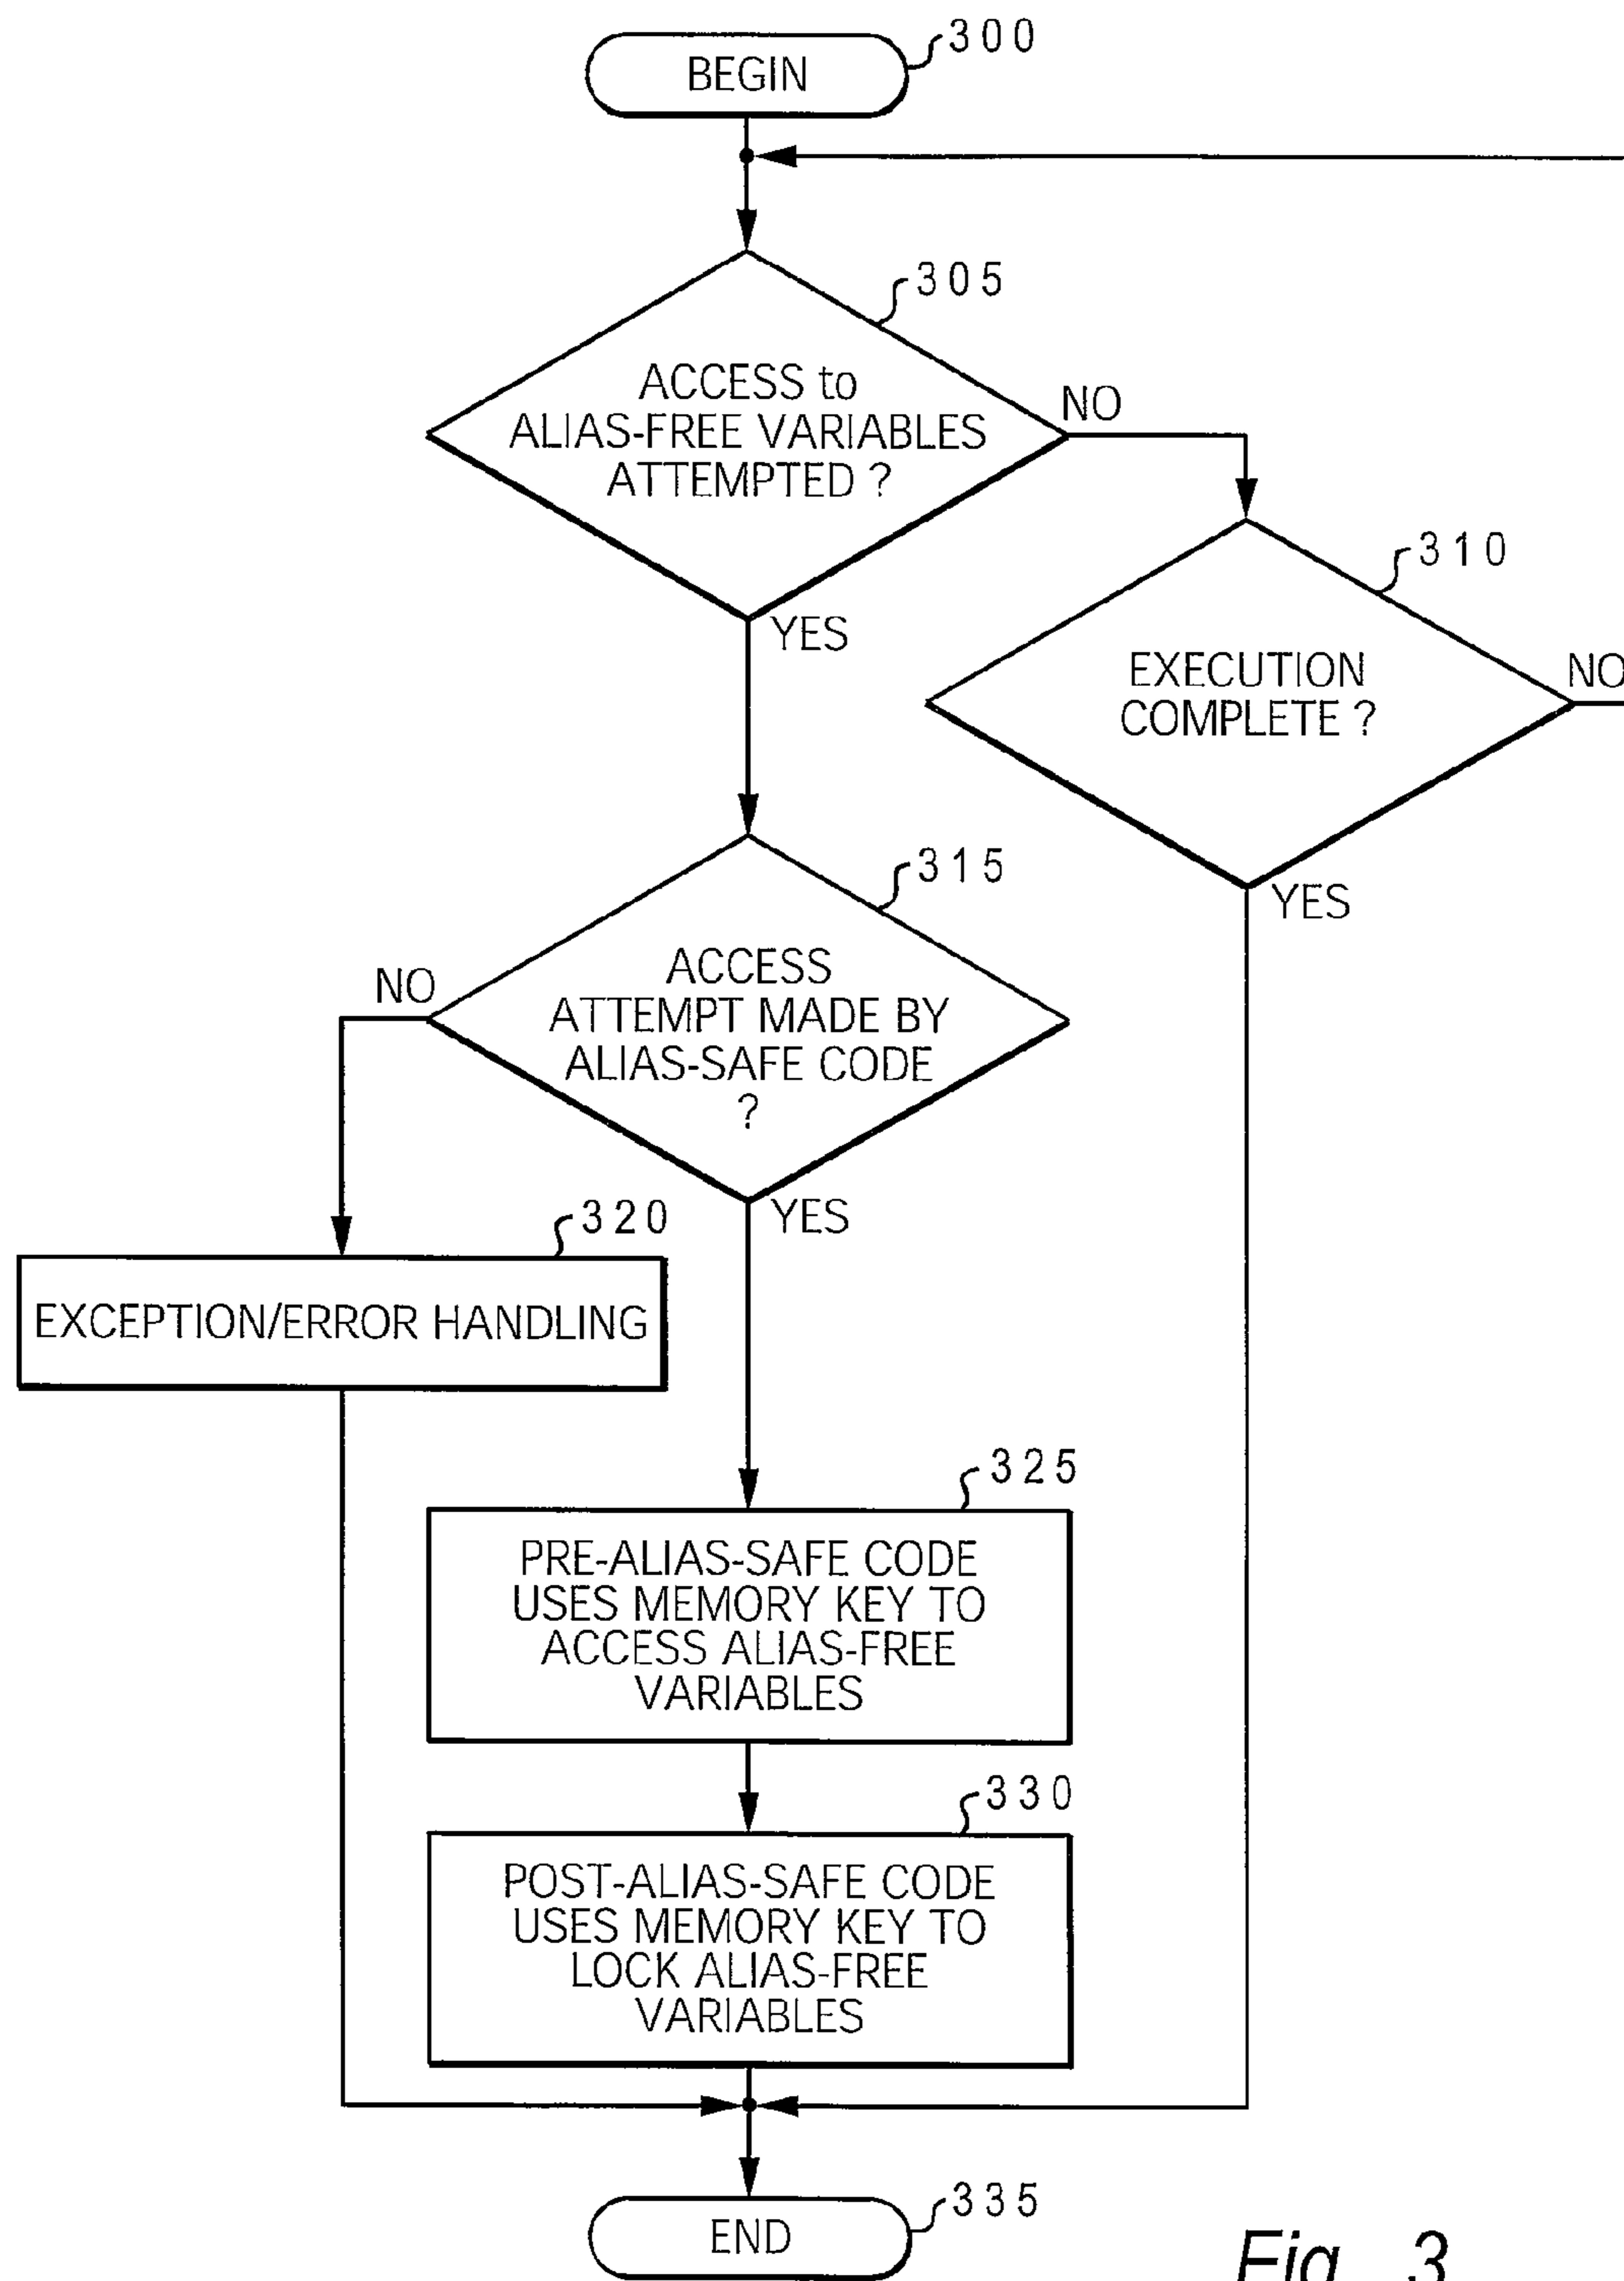 BEGIN
300
305
ACCESS to
ALIAS-FREE VARIABLES
ATTEMPTED ?
NO
YES
310
EXECUTION
COMPLETE ?
NO
YES
315
ACCESS
ATTEMPT MADE BY
ALIAS-SAFE CODE
?
NO
YES
320
EXCEPTION/ERROR HANDLING
325
PRE-ALIAS-SAFE CODE
USES MEMORY KEY TO
ACCESS ALIAS-FREE
VARIABLES
330
POST-ALIAS-SAFE CODE
USES MEMORY KEY TO
LOCK ALIAS-FREE
VARIABLES
335
END
Fig. 3